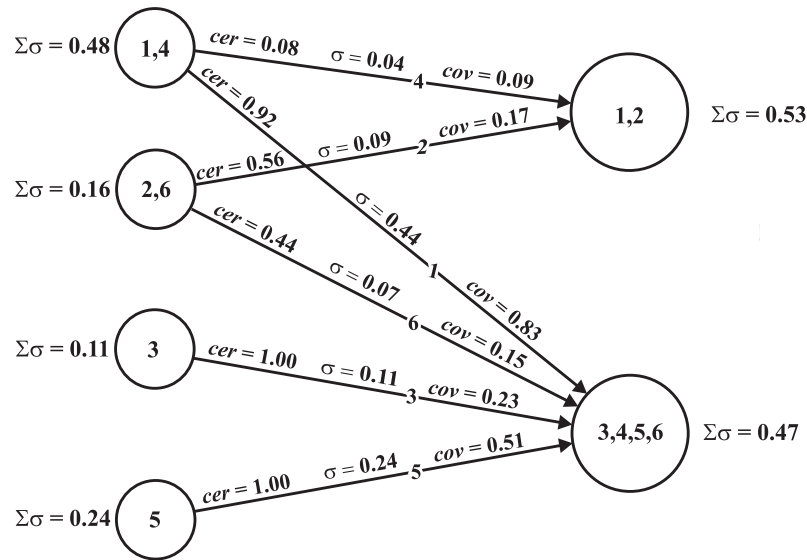 Σσ = 0.48
1,4
cer = 0.08
σ = 0.04
4
cov = 0.09
1,2
Σσ = 0.53
cer = 0.92
σ = 0.44
1
cov = 0.83
Σσ = 0.16
2,6
cer = 0.56
σ = 0.09
2
cov = 0.17
cer = 0.44
σ = 0.07
6
cov = 0.15
Σσ = 0.11
3
cer = 1.00
σ = 0.11
3
cov = 0.23
3,4,5,6
Σσ = 0.47
Σσ = 0.24
5
cer = 1.00
σ = 0.24
5
cov = 0.51